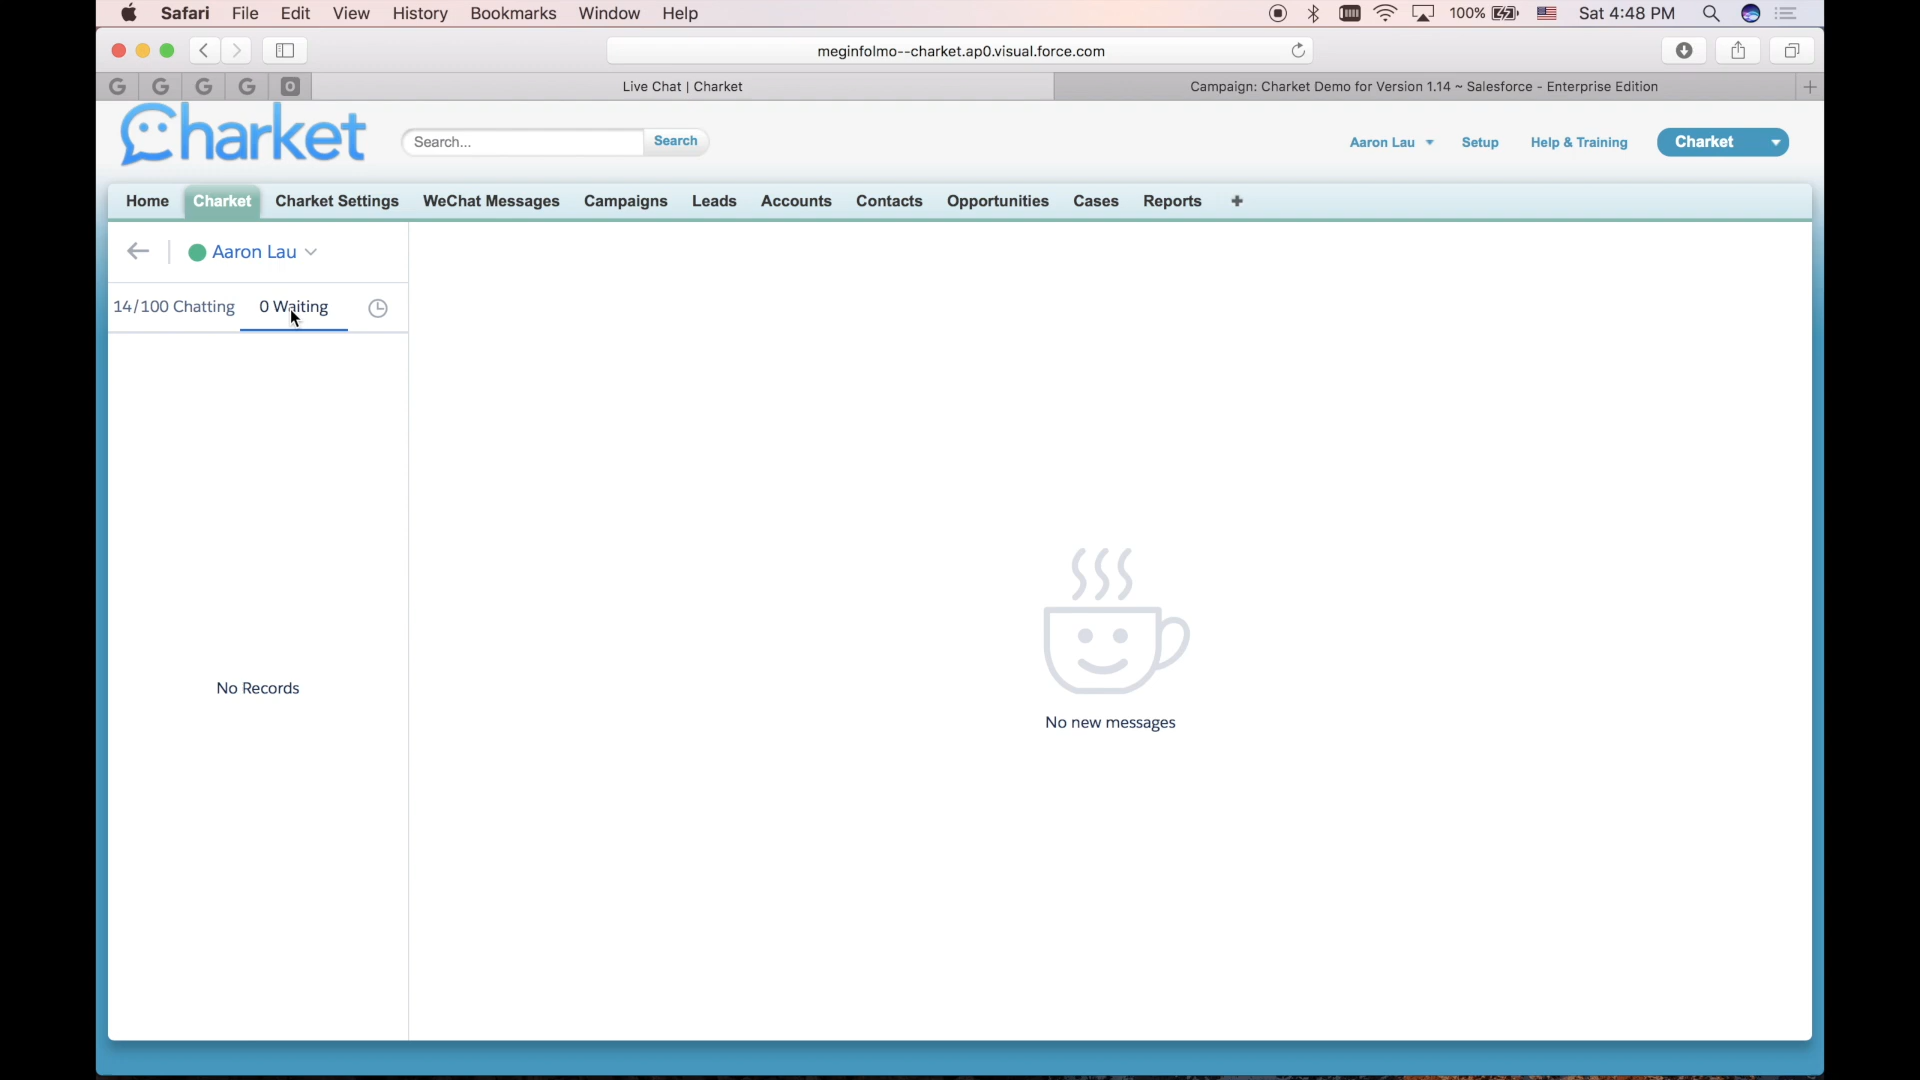 Safari File Edit View History Bookmarks Window Help 100% Sat 4:48 PM
meginfolmo--charket.ap0.visual.force.com
G G G G O Live Chat | Charket Campaign: Charket Demo for Version 1.14 ~ Salesforce - Enterprise Edition
Charket Search... Search Aaron Lau Setup Help & Training Charket
Home Charket Charket Settings WeChat Messages Campaigns Leads Accounts Contacts Opportunities Cases Reports
Aaron Lau
14/100 Chatting 0 Waiting
No Records
No new messages